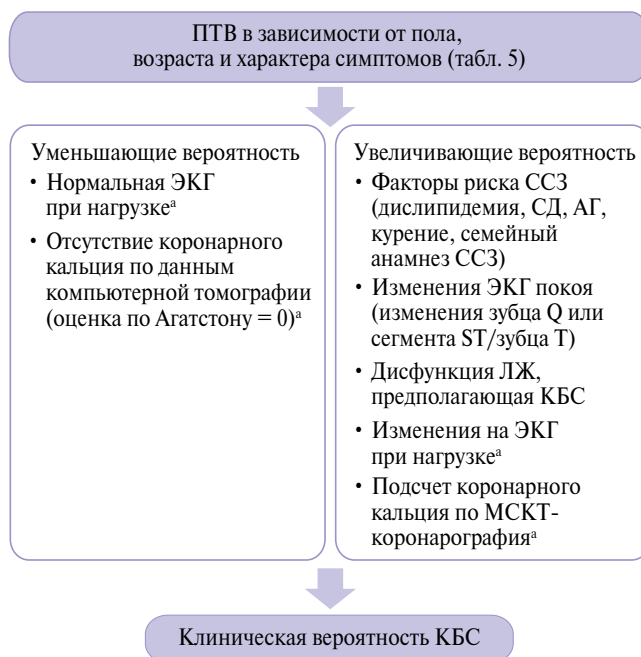 ПТВ в зависимости от пола,
возраста и характера симптомов (табл. 5)
Уменьшающие вероятность
• Нормальная ЭКГ
при нагрузкеª
• Отсутствие коронарного
кальция по данным
компьютерной томографии
(оценка по Агатстону = 0)ª
Увеличивающие вероятность
• Факторы риска ССЗ
(дислипидемия, СД, АГ,
курение, семейный
анамнез ССЗ)
• Изменения ЭКГ покоя
(изменения зубца Q или
сегмента ST/зубца T)
• Дисфункция ЛЖ,
предполагающая КБС
• Изменения на ЭКГ
при нагрузкеª
• Подсчет коронарного
кальция по МСКТ-
коронарографияª
Клиническая вероятность КБС